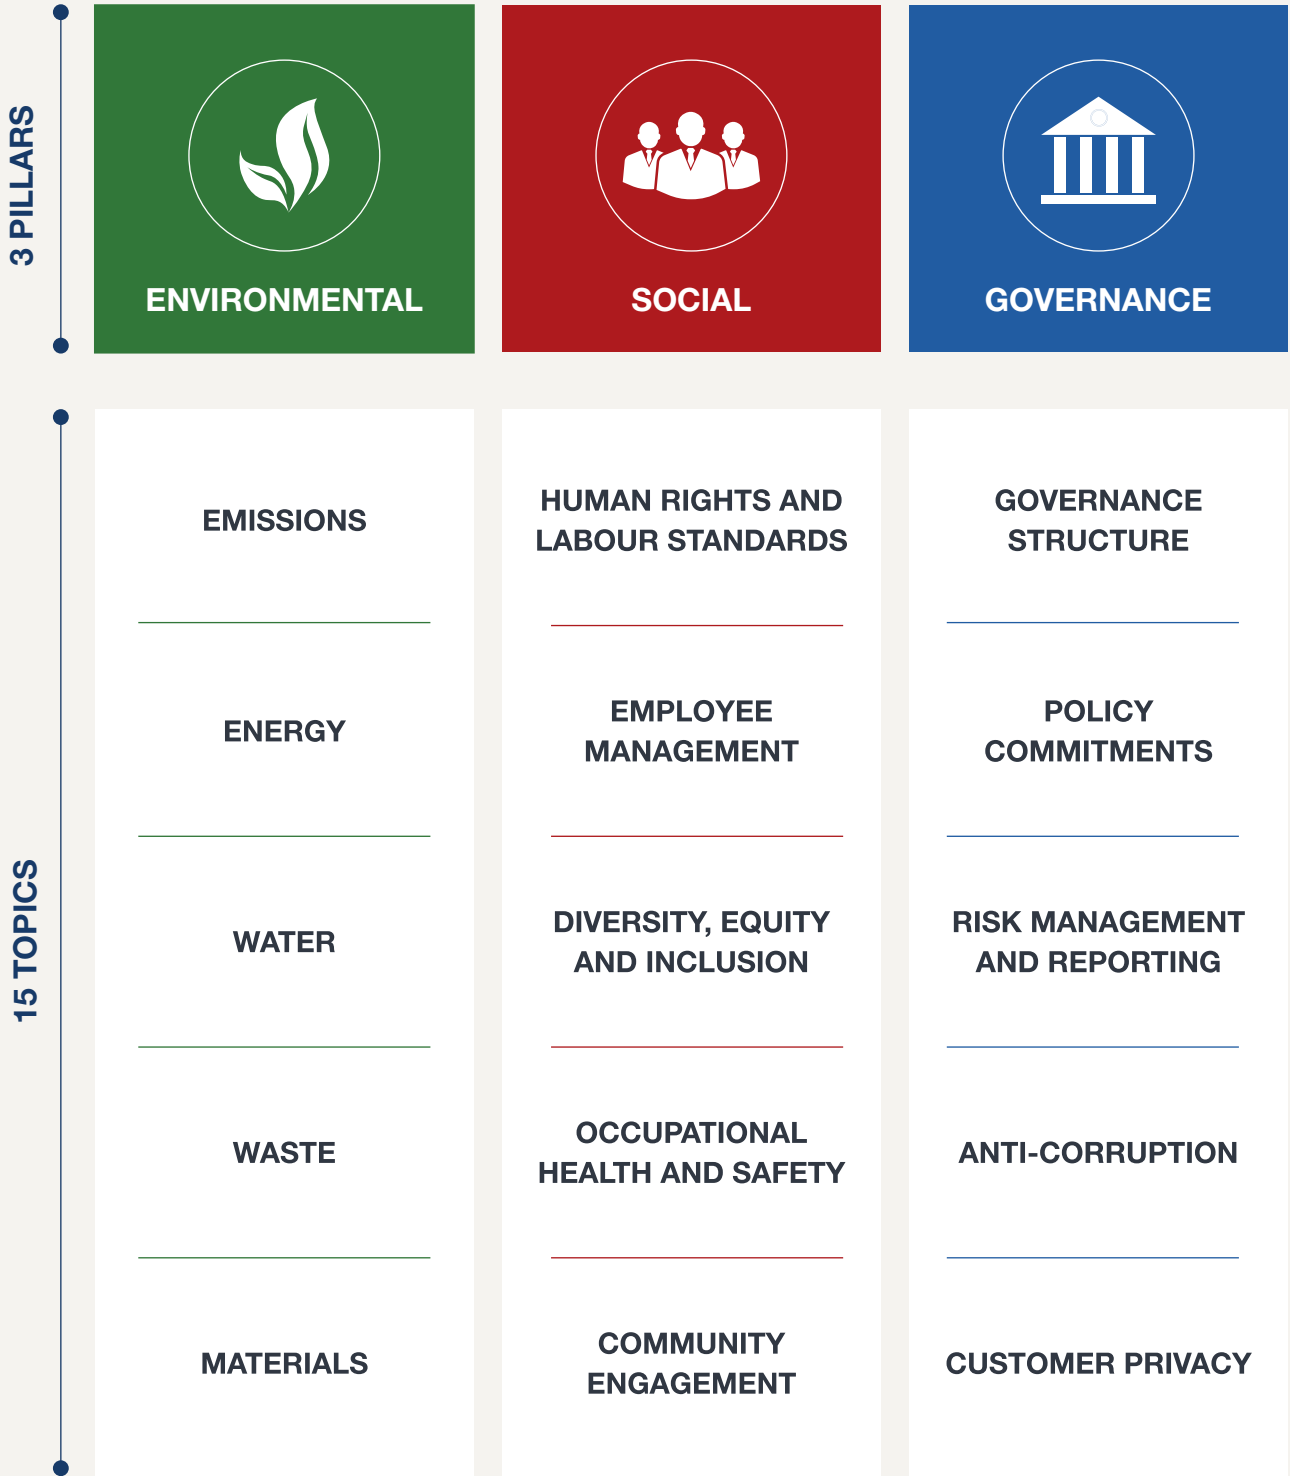 3 PILLARS
ENVIRONMENTAL
SOCIAL
GOVERNANCE
15 TOPICS
EMISSIONS
ENERGY
WATER
WASTE
MATERIALS
HUMAN RIGHTS AND
LABOUR STANDARDS
EMPLOYEE
MANAGEMENT
DIVERSITY, EQUITY
AND INCLUSION
OCCUPATIONAL
HEALTH AND SAFETY
COMMUNITY
ENGAGEMENT
GOVERNANCE
STRUCTURE
POLICY
COMMITMENTS
RISK MANAGEMENT
AND REPORTING
ANTI-CORRUPTION
CUSTOMER PRIVACY